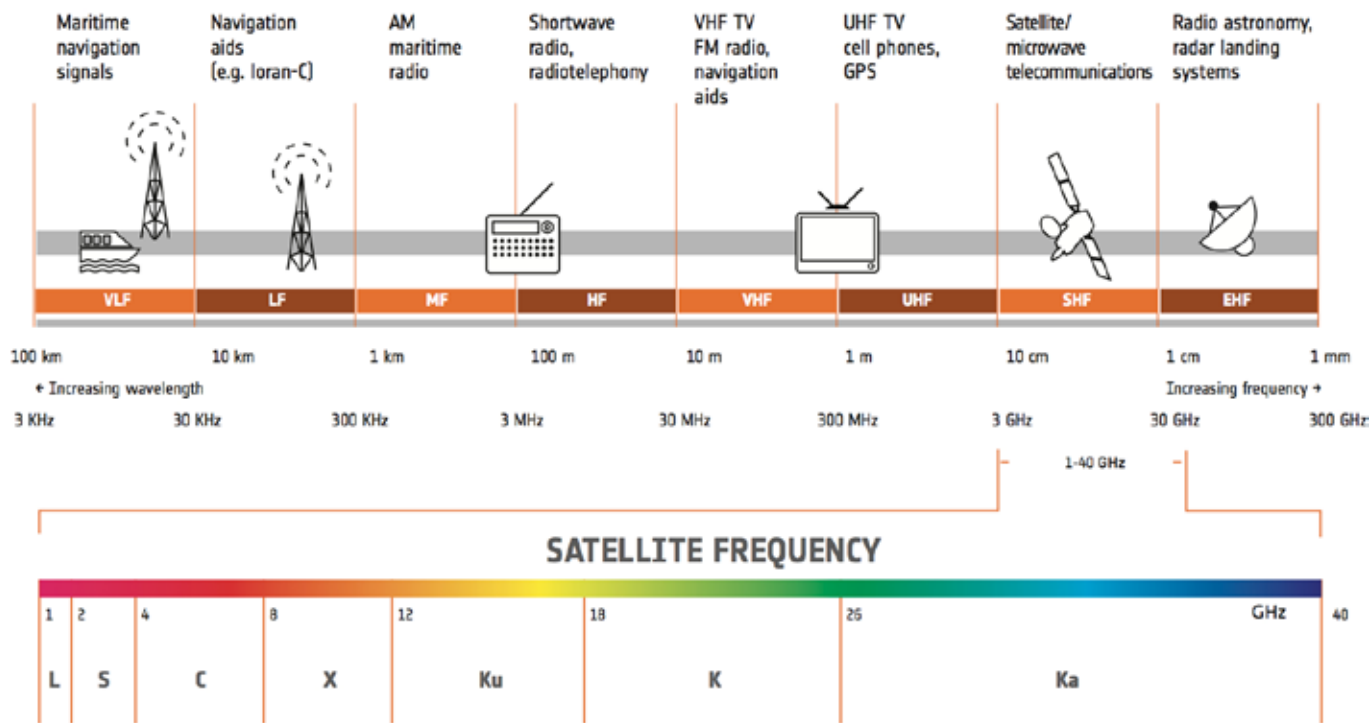 Maritime
navigation
signals
Navigation
aids
(e.g. loran-C)
AM
maritime
radio
Shortwave
radio,
radiotelephony
VHF TV
FM radio,
navigation
aids
UHF TV
cell phones,
GPS
Satellite/
microwave
telecommunications
Radio astronomy,
radar landing
systems
VLF LF MF HF VHF UHF SHF EHF
100 km 10 km 1 km 100 m 10 m 1 m 10 cm 1 cm 1 mm
← Increasing wavelength Increasing frequency →
3 KHz 30 KHz 300 KHz 3 MHz 30 MHz 300 MHz 3 GHz 30 GHz 300 GHz
1-40 GHz
SATELLITE FREQUENCY
1 2 4 8 12 18 26 GHz 40
L S C X Ku K Ka